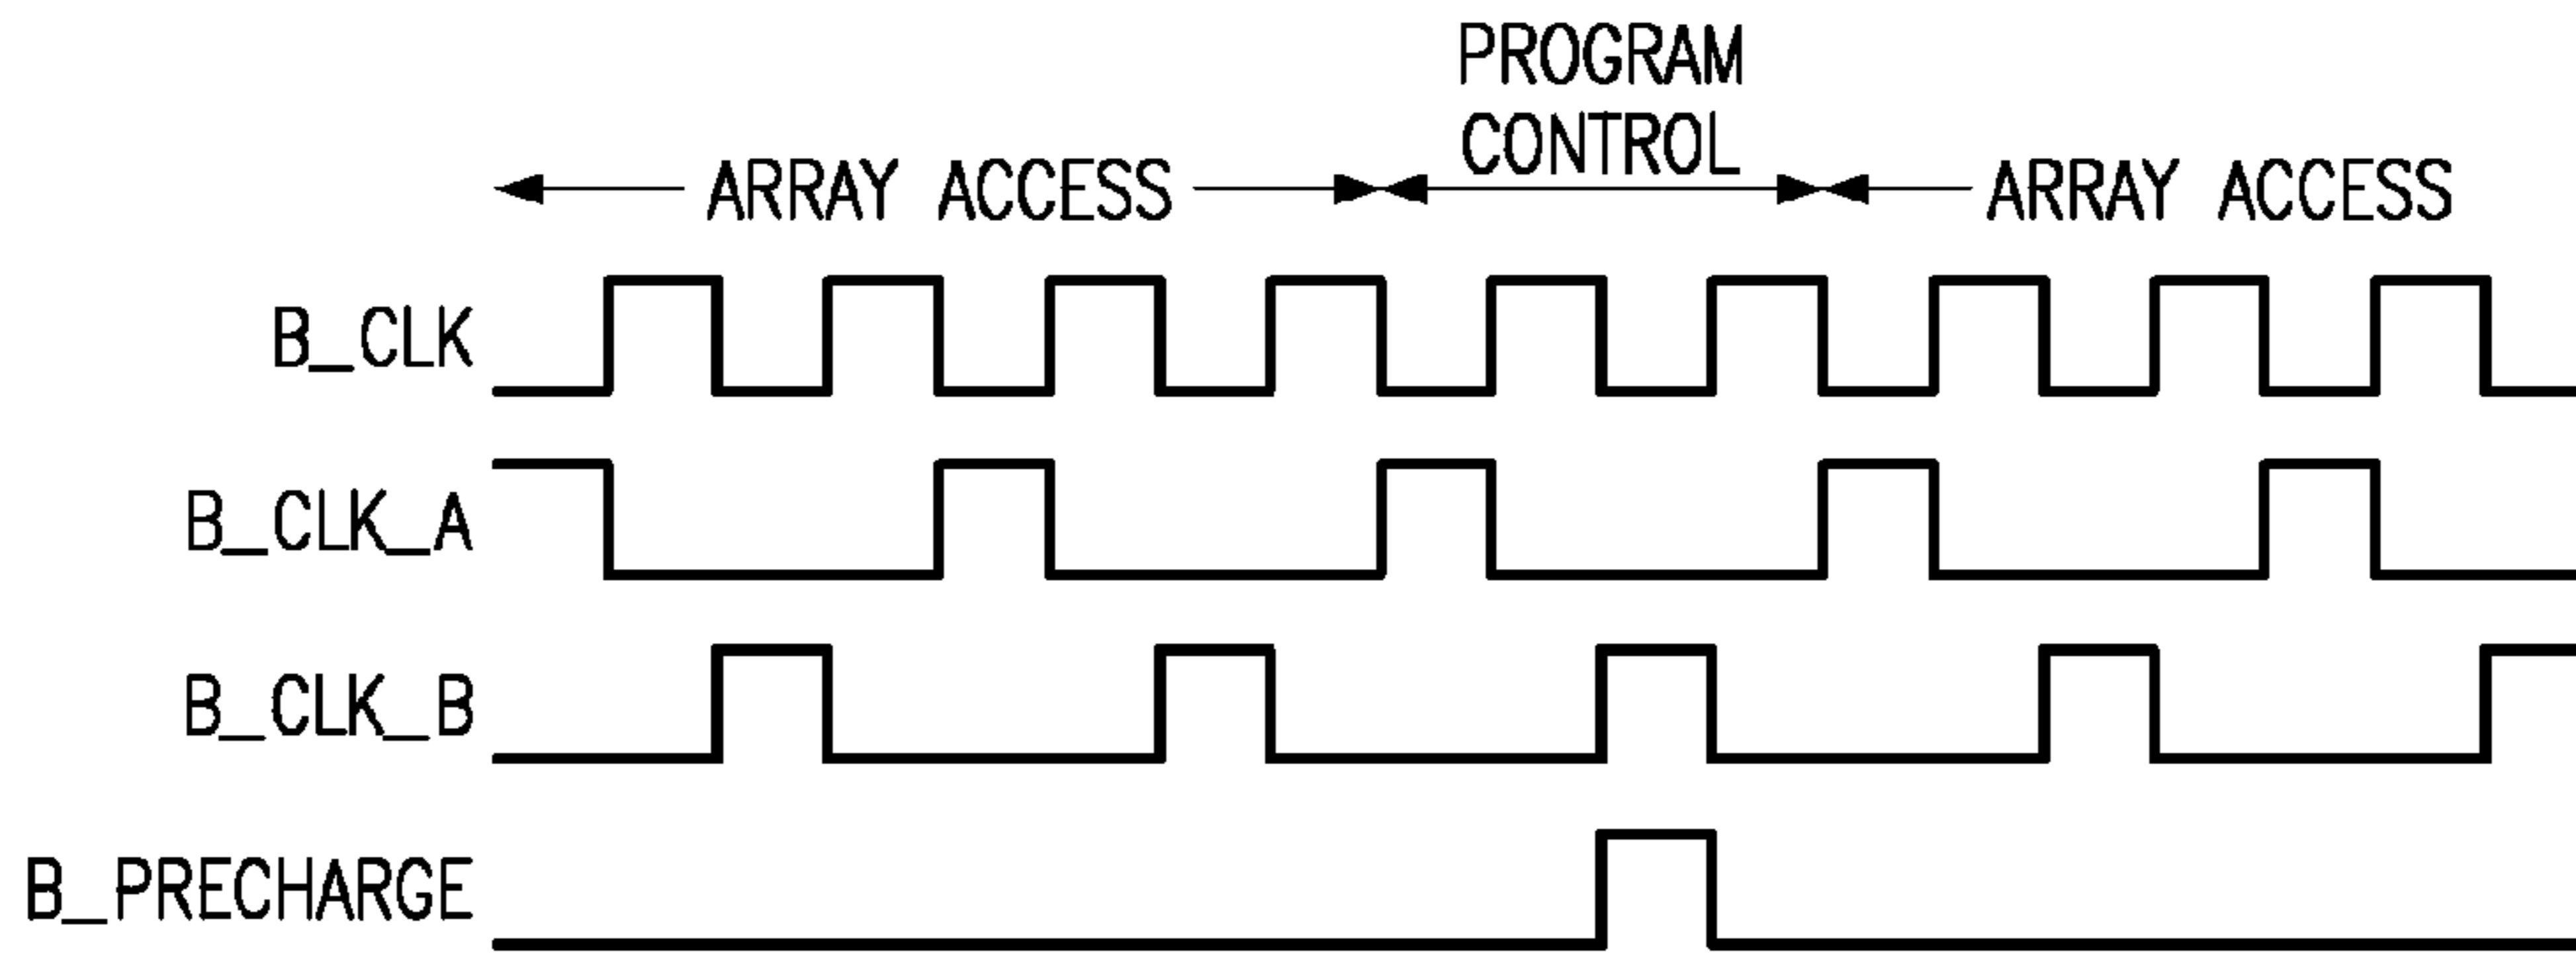 PROGRAM
CONTROL
ARRAY ACCESS
ARRAY ACCESS
B_CLK
B_CLK_A
B_CLK_B
B_PRECHARGE